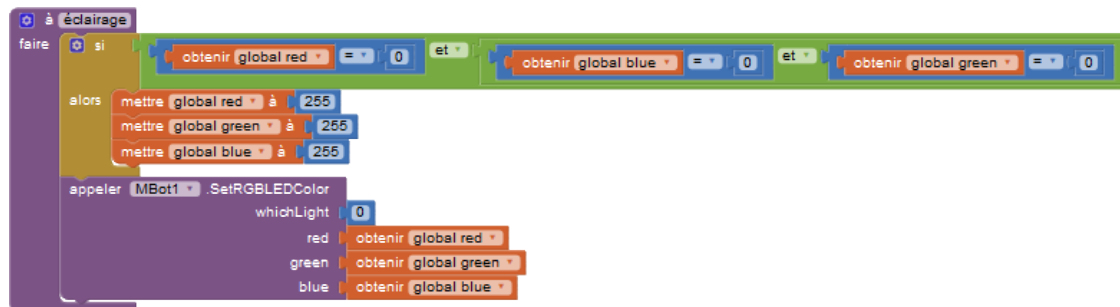 à éclairage
faire si obtenir global red = 0 et obtenir global blue = 0 et obtenir global green = 0
alors mettre global red à 255
mettre global green à 255
mettre global blue à 255
appeler MBot1 .SetRGBLEDColor
whichLight 0
red obtenir global red
green obtenir global green
blue obtenir global blue